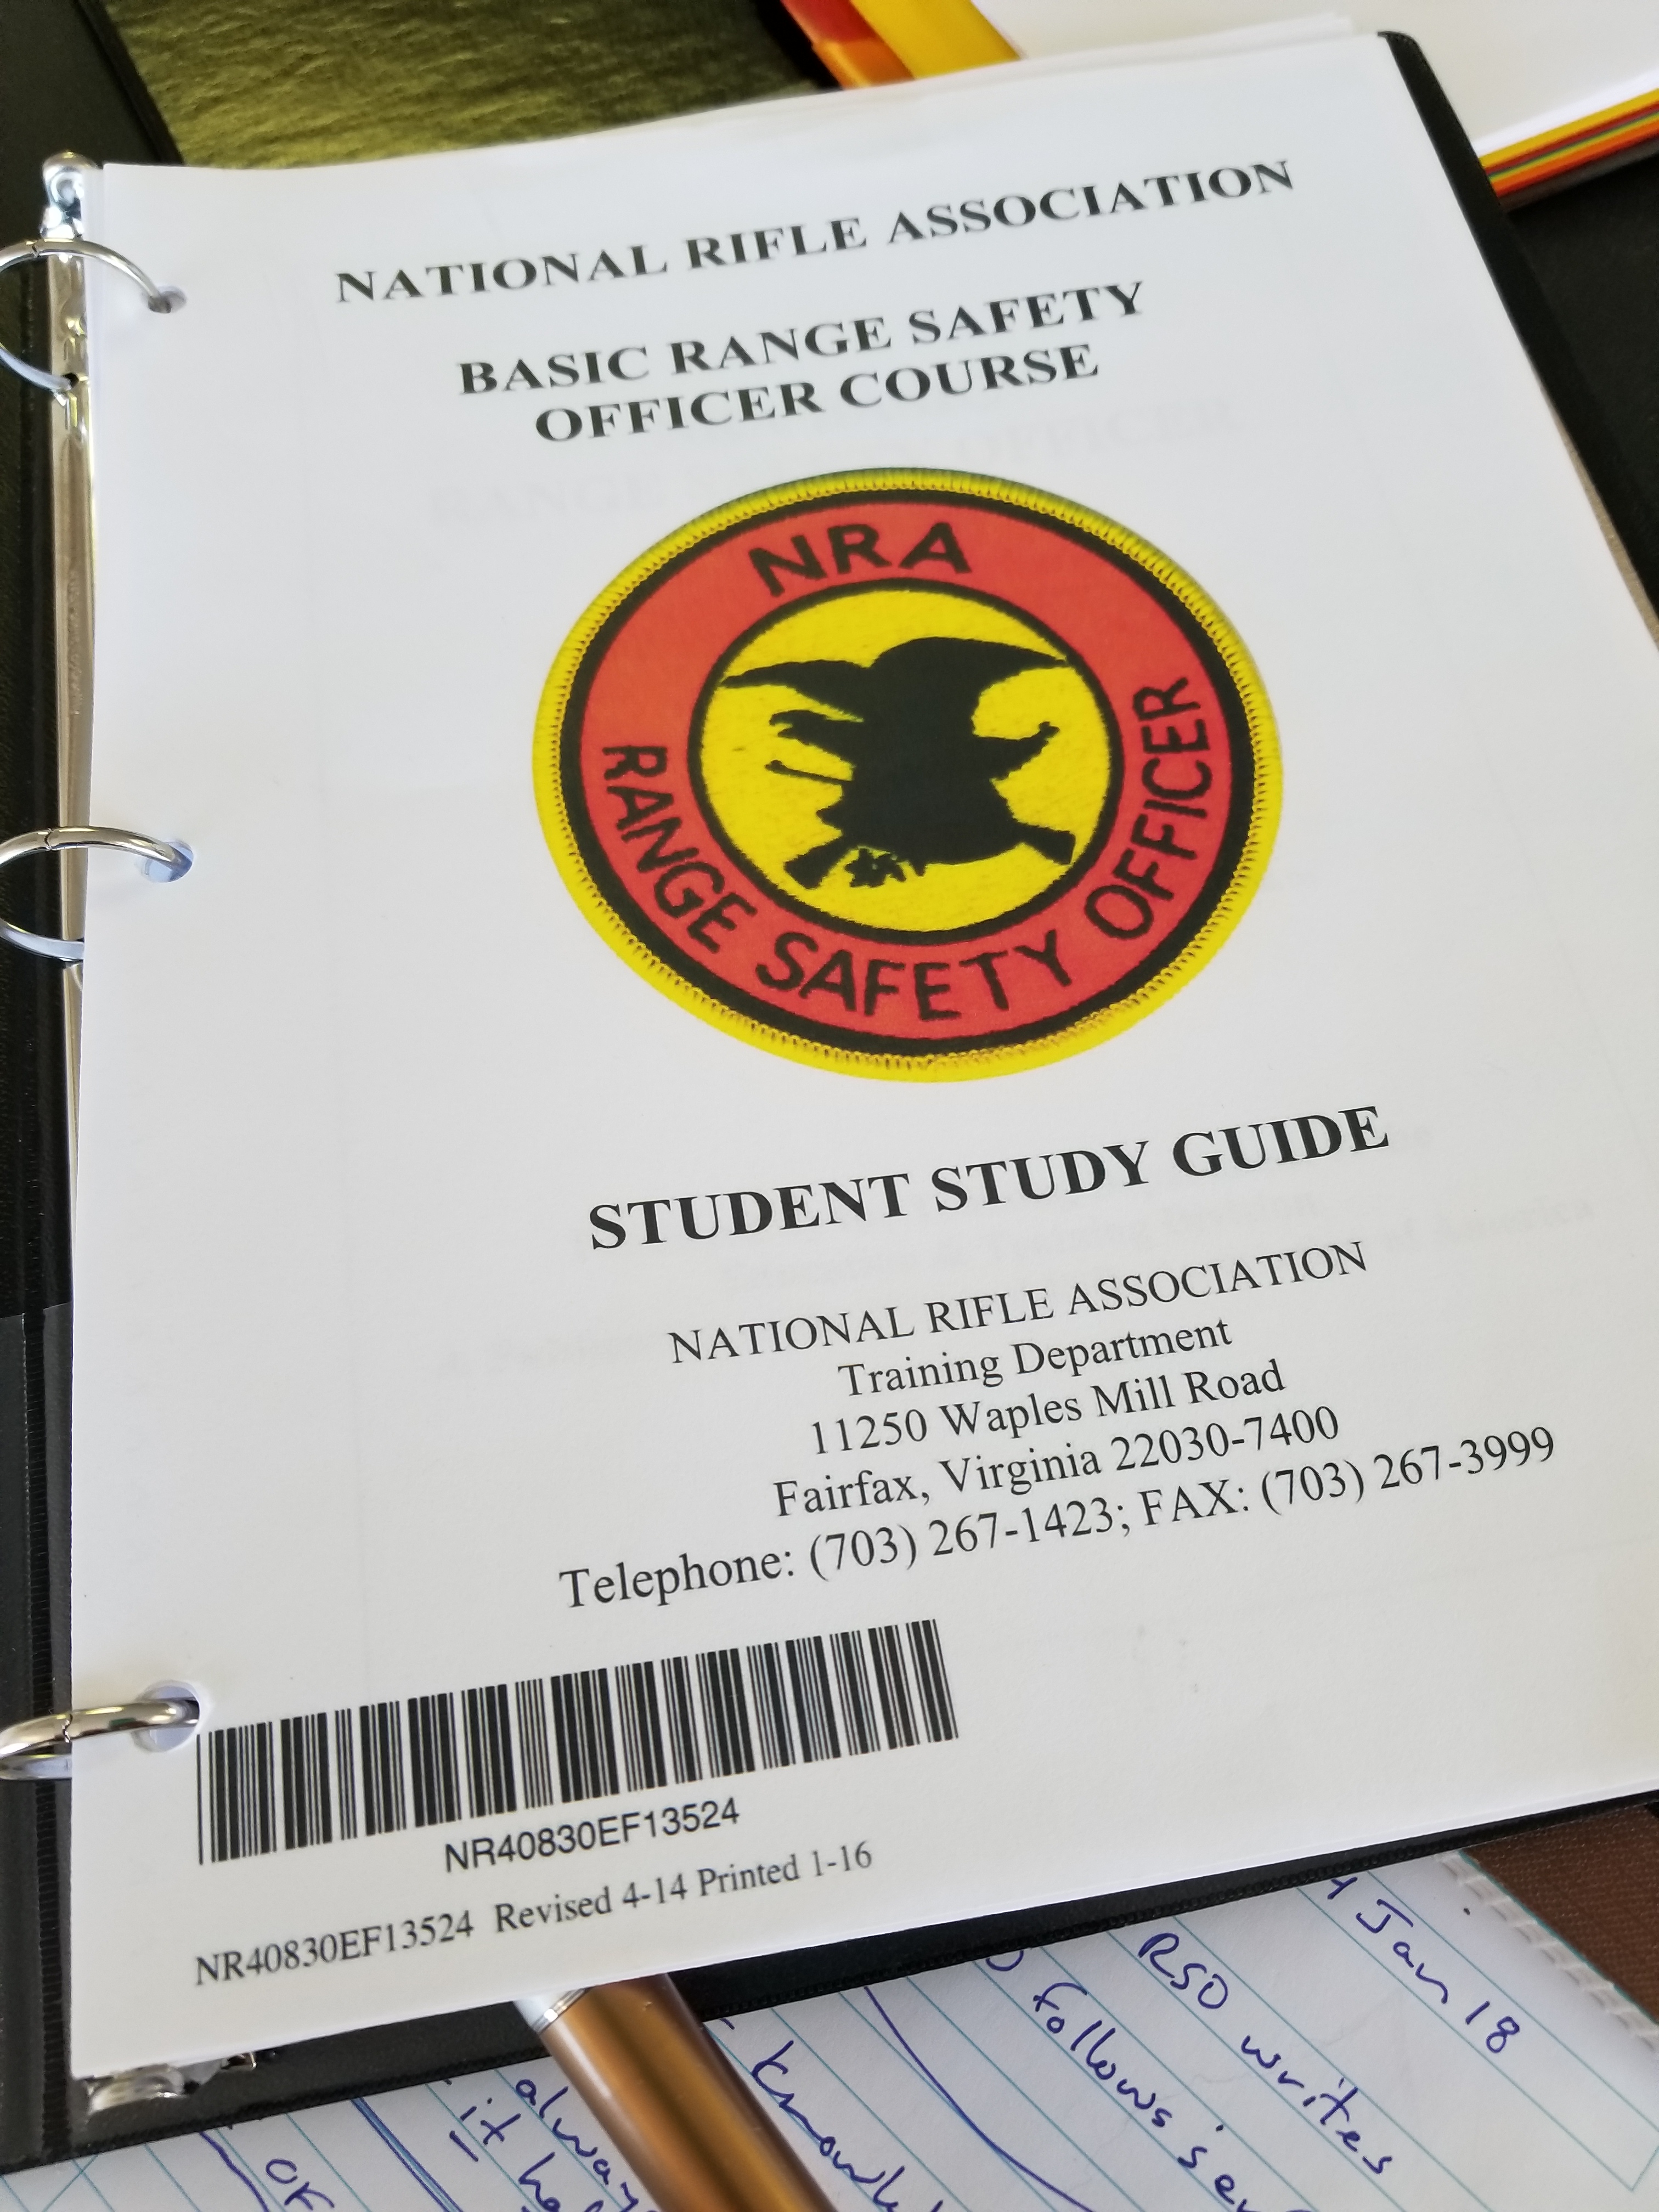 NATIONAL RIFLE ASSOCIATION
BASIC RANGE SAFETY
OFFICER COURSE
NRA
RANGE SAFETY OFFICER
STUDENT STUDY GUIDE
NATIONAL RIFLE ASSOCIATION
Training Department
11250 Waples Mill Road
Fairfax, Virginia 22030-7400
Telephone: (703) 267-1423; FAX: (703) 267-3999
NR40830EF13524
NR40830EF13524 Revised 4-14 Printed 1-16
Jan 18
RSO writes
follows
it
OK